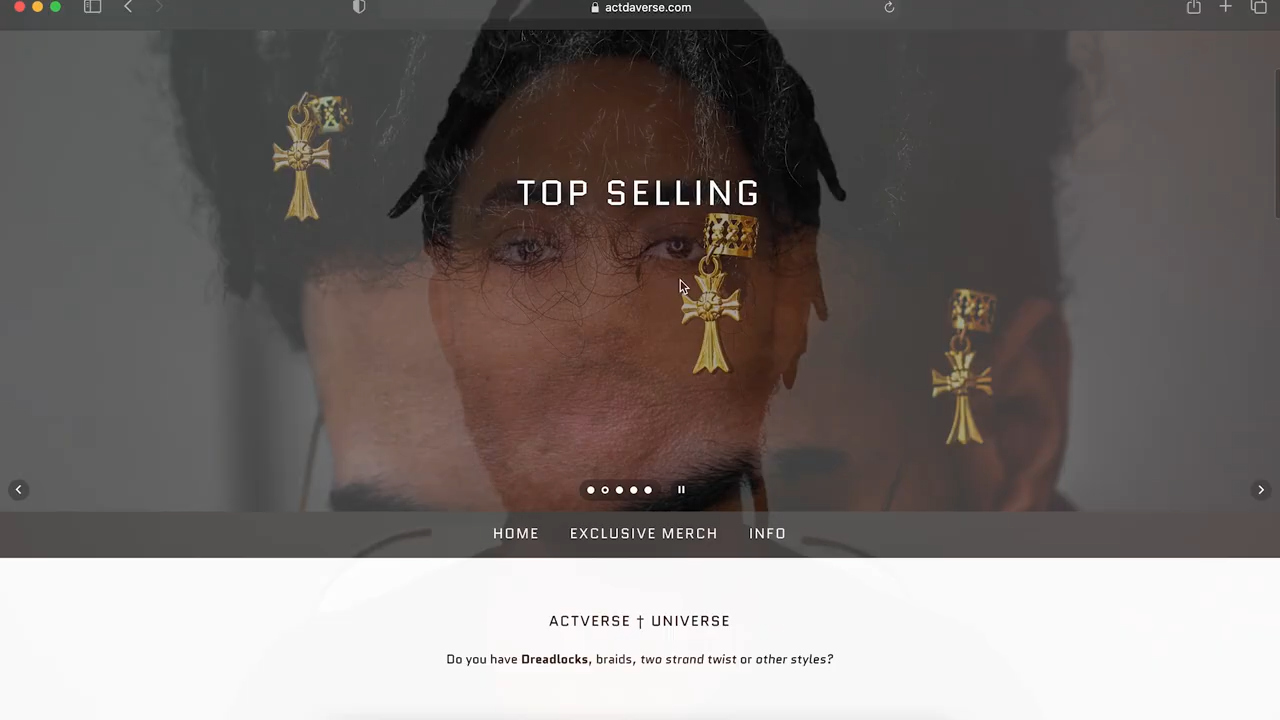 actdaverse.com
TOP SELLING
HOME EXCLUSIVE MERCH INFO
ACTVERSE † UNIVERSE
Do you have Dreadlocks, braids, two strand twist or other styles?